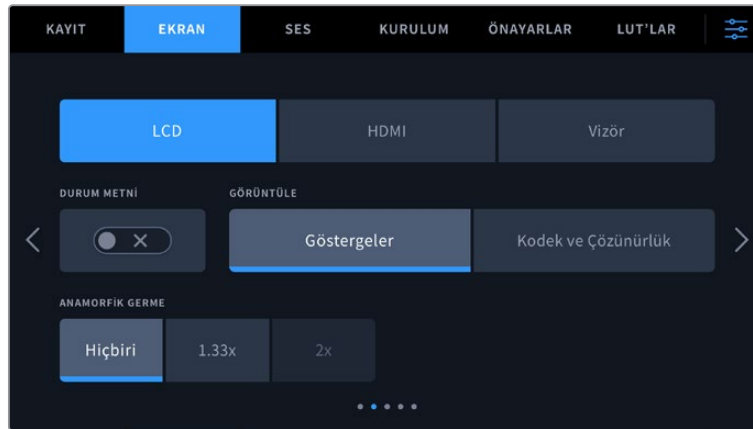 KAYIT EKRAN SES KURULUM ÖNAYARLAR LUT’LAR
LCD HDMI Vizör
DURUM METNİ GÖRÜNTÜLE
Göstergeler Kodek ve Çözünürlük
ANAMORFİK GERME
Hiçbiri 1.33x 2x